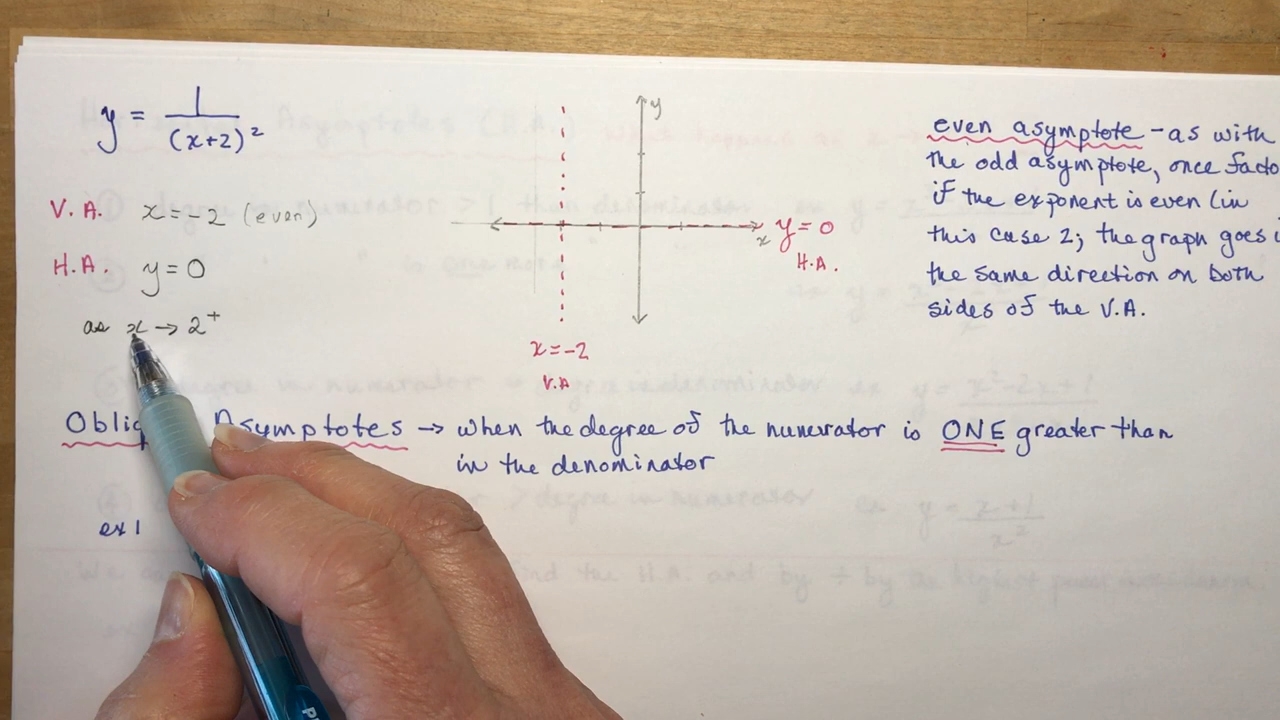 y = 1/(x+2)²
V.A. x = -2 (even)
H.A. y = 0
as x → 2⁺
y
x
y = 0
H.A.
x = -2
V.A
even asymptote - as with
the odd asymptote, once facto
if the exponent is even (in
this case 2; the graph goes i
the same direction on both
sides of the V.A.
Asymptotes → when the degree of the numerator is ONE greater than
in the denominator
ex 1